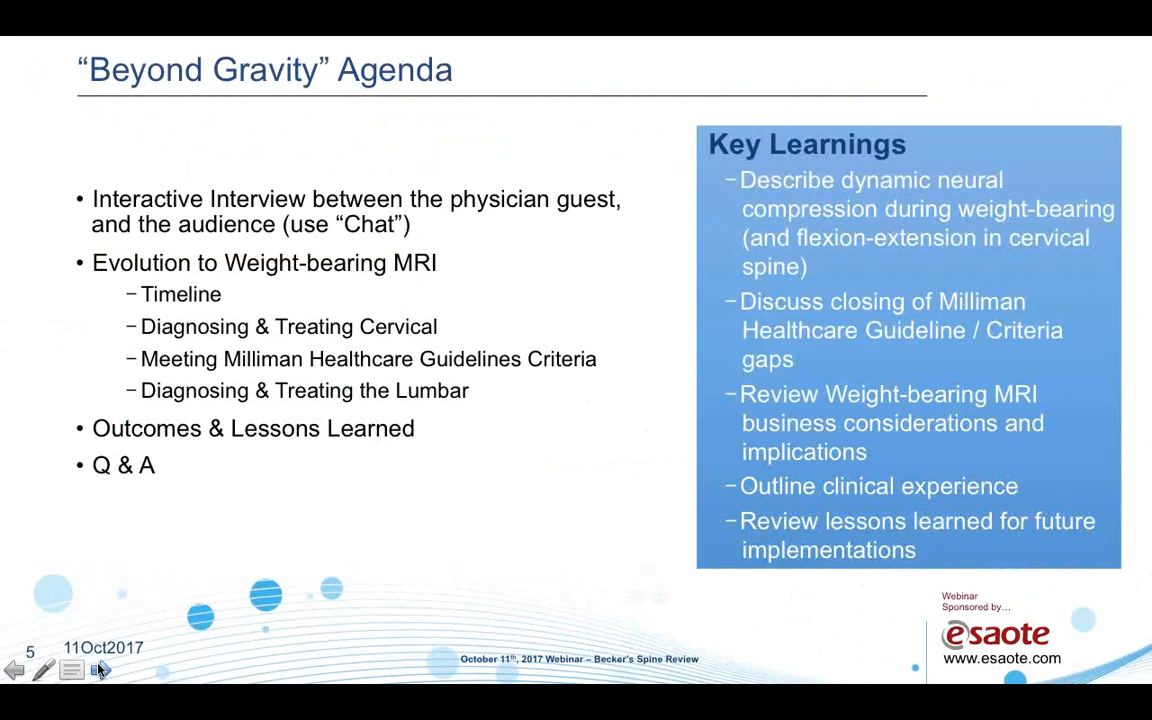 “Beyond Gravity” Agenda
• Interactive Interview between the physician guest,
and the audience (use “Chat”)
• Evolution to Weight-bearing MRI
– Timeline
– Diagnosing & Treating Cervical
– Meeting Milliman Healthcare Guidelines Criteria
– Diagnosing & Treating the Lumbar
• Outcomes & Lessons Learned
• Q & A
Key Learnings
– Describe dynamic neural
compression during weight-bearing
(and flexion-extension in cervical
spine)
– Discuss closing of Milliman
Healthcare Guideline / Criteria
gaps
– Review Weight-bearing MRI
business considerations and
implications
– Outline clinical experience
– Review lessons learned for future
implementations
5
11Oct2017
October 11th, 2017 Webinar – Becker's Spine Review
Webinar
Sponsored by…
esaote
www.esaote.com